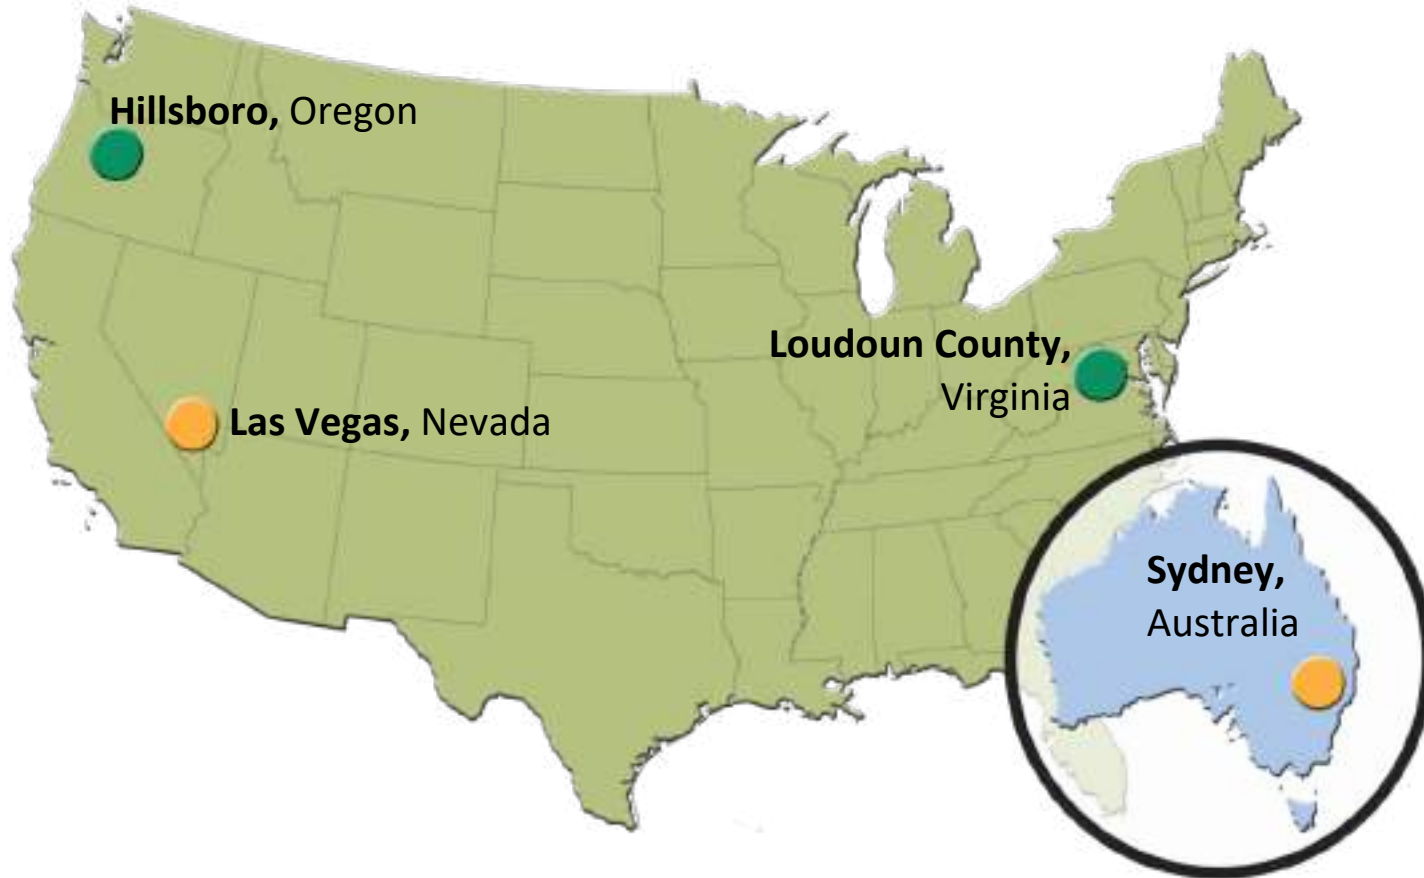 Hillsboro, Oregon
Loudoun County,
Virginia
Las Vegas, Nevada
Sydney,
Australia